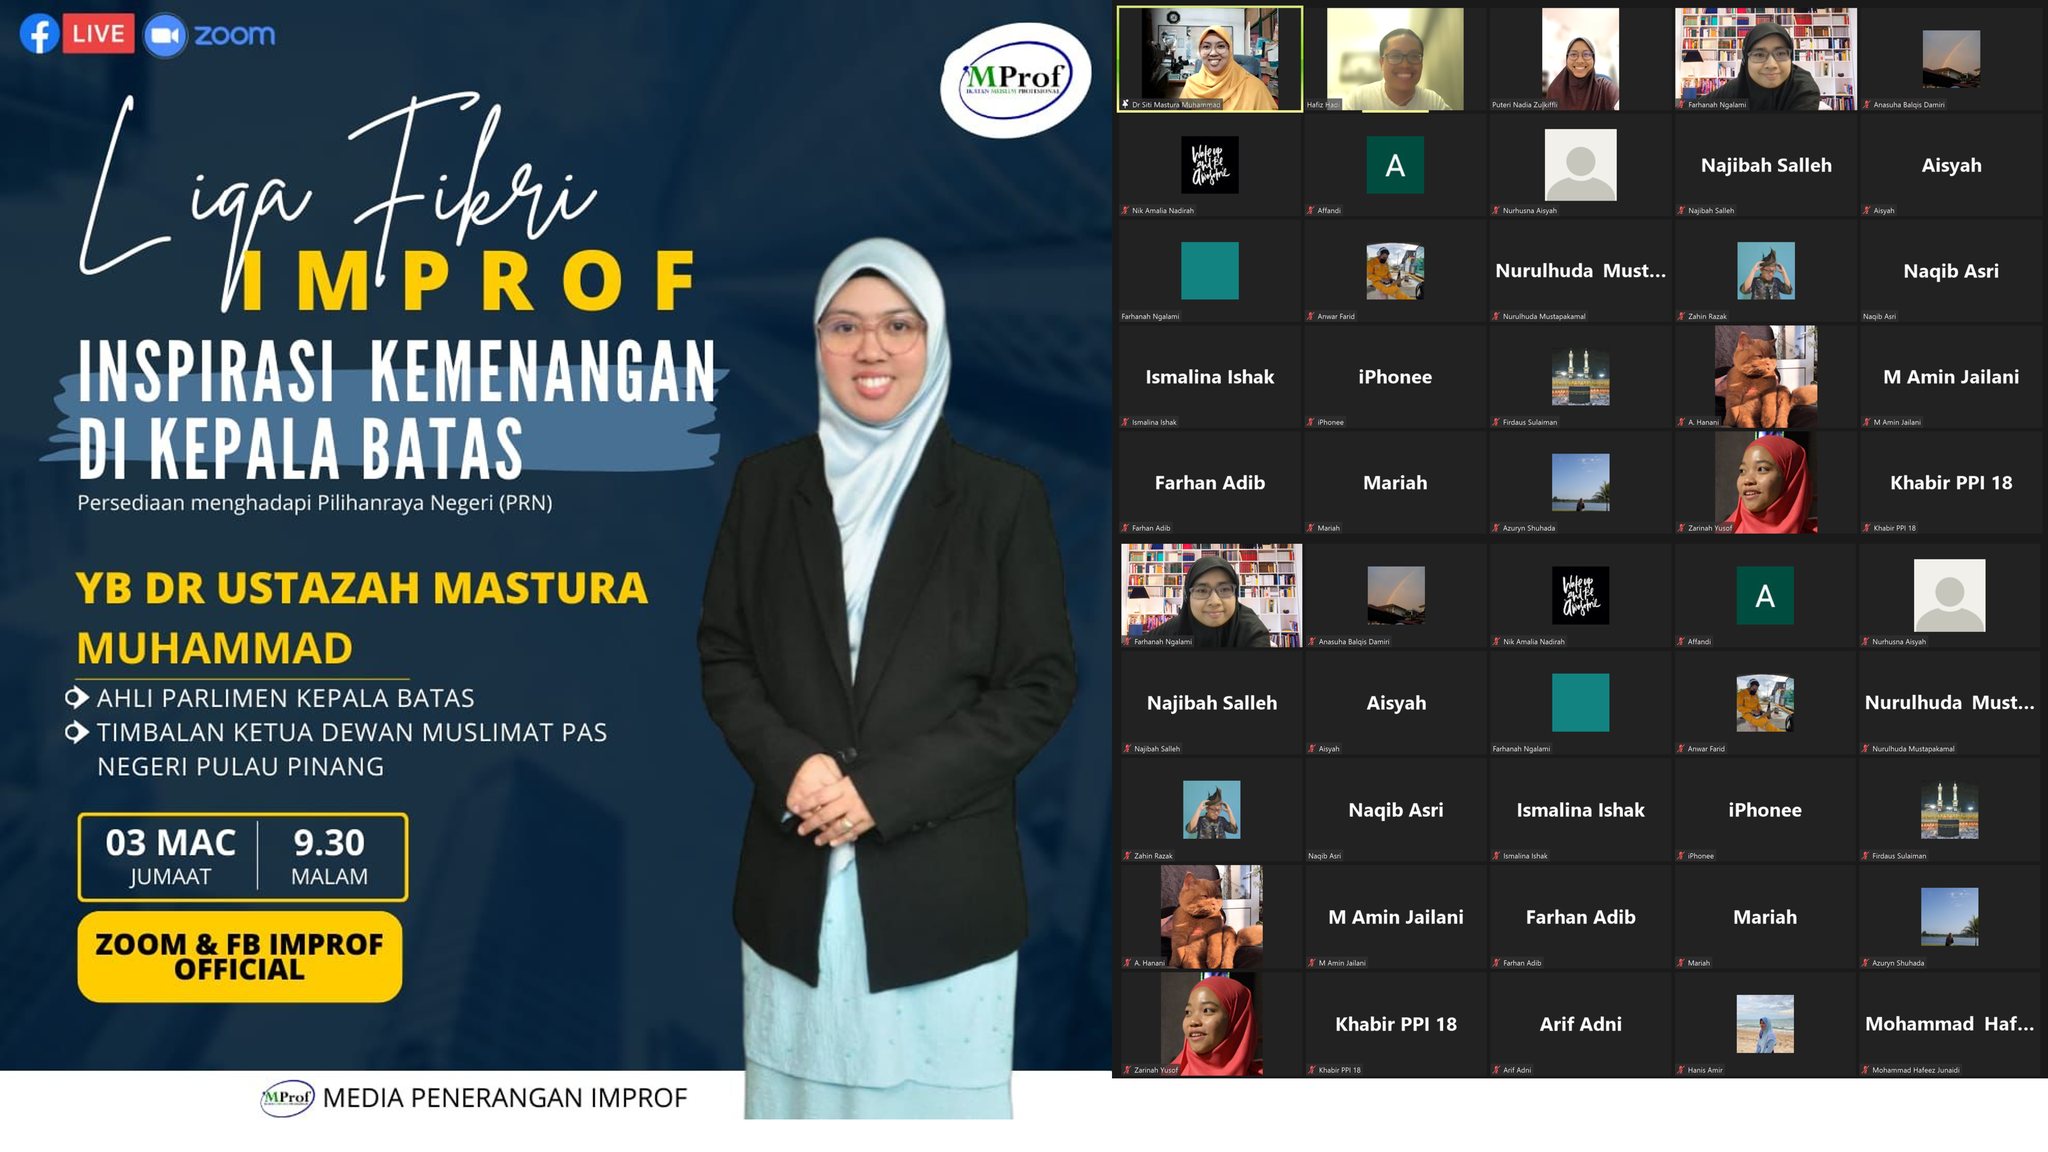 LIVE
zoom
MProf
IKATAN MUSLIM PROFESIONAL
Liqa Fikri
IMPROF
INSPIRASI KEMENANGAN
DI KEPALA BATAS
Persediaan menghadapi Pilihanraya Negeri (PRN)
YB DR USTAZAH MASTURA
MUHAMMAD
AHLI PARLIMEN KEPALA BATAS
TIMBALAN KETUA DEWAN MUSLIMAT PAS
NEGERI PULAU PINANG
03 MAC
JUMAAT
9.30
MALAM
ZOOM & FB IMPROF
OFFICIAL
MProf
MEDIA PENERANGAN IMPROF
Dr Siti Mastura Muhammad
Hafiz Hadi
Puteri Nadia Zulkiffli
Farhanah Ngalami
Anasuha Balqis Damiri
Wake up
and Be
Awesome
Nik Amalia Nadirah
A
Affandi
Nurhusna Aisyah
Najibah Salleh
Najibah Salleh
Aisyah
Aisyah
Farhanah Ngalami
Anwar Farid
Nurulhuda Must...
Nurulhuda Mustapakamal
Zahin Razak
Naqib Asri
Naqib Asri
Ismalina Ishak
Ismalina Ishak
iPhonee
iPhonee
Firdaus Sulaiman
A. Hanani
M Amin Jailani
M Amin Jailani
Farhan Adib
Farhan Adib
Mariah
Mariah
Azuryn Shuhada
Zarinah Yusof
Khabir PPI 18
Khabir PPI 18
Farhanah Ngalami
Anasuha Balqis Damiri
Wake up
and Be
Awesome
Nik Amalia Nadirah
A
Affandi
Nurhusna Aisyah
Najibah Salleh
Najibah Salleh
Aisyah
Aisyah
Farhanah Ngalami
Anwar Farid
Nurulhuda Must...
Nurulhuda Mustapakamal
Zahin Razak
Naqib Asri
Naqib Asri
Ismalina Ishak
Ismalina Ishak
iPhonee
iPhonee
Firdaus Sulaiman
A. Hanani
M Amin Jailani
M Amin Jailani
Farhan Adib
Farhan Adib
Mariah
Mariah
Azuryn Shuhada
Zarinah Yusof
Khabir PPI 18
Khabir PPI 18
Arif Adni
Arif Adni
Hanis Amir
Mohammad Haf...
Mohammad Hafeez Junaidi